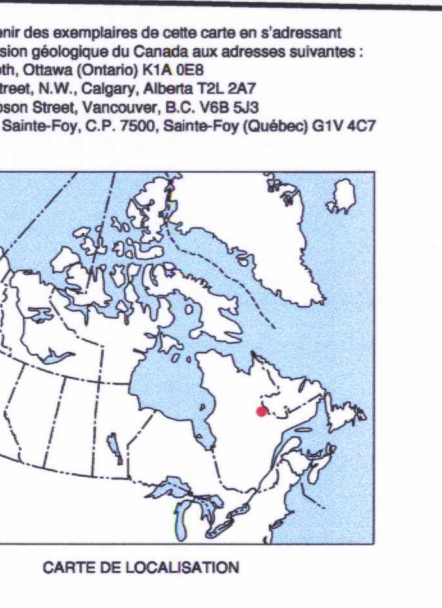 nir des exemplaires de cette carte en s'adressant
sion géologique du Canada aux adresses suivantes :
oth, Ottawa (Ontario) K1A 0E8
treet, N.W., Calgary, Alberta T2L 2A7
oson Street, Vancouver, B.C. V6B 5J3
Sainte-Foy, C.P. 7500, Sainte-Foy (Québec) G1V 4C7
CARTE DE LOCALISATION